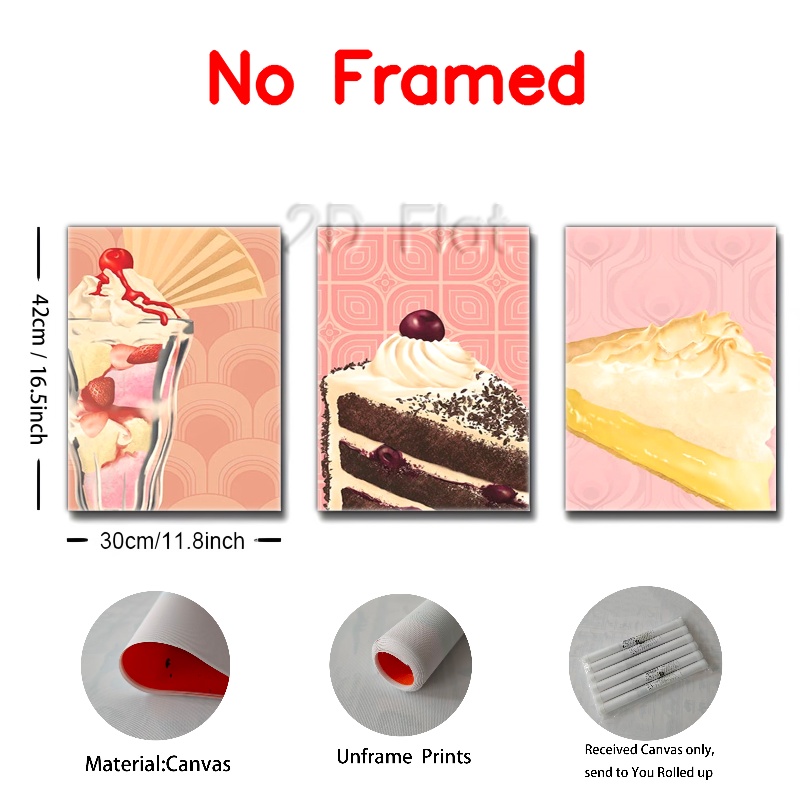 No Framed
2D Flat
42cm / 16.5inch
30cm/11.8inch
Material:Canvas
Unframe Prints
Received Canvas only,
send to You Rolled up